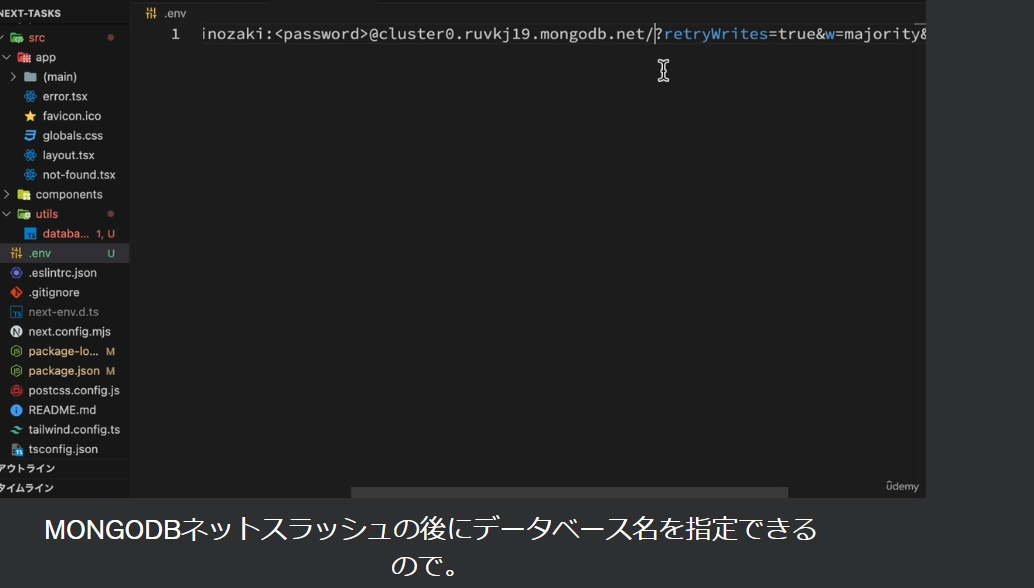 NEXT-TASKS
.env
src
1
inozaki:<password>@cluster0.ruvkj19.mongodb.net/?retryWrites=true&w=majority&
app
(main)
error.tsx
favicon.ico
globals.css
layout.tsx
not-found.tsx
components
utils
databa... 1, U
.env U
.eslintrc.json
.gitignore
next-env.d.ts
next.config.mjs
package-lo... M
package.json M
postcss.config.js
README.md
tailwind.config.ts
tsconfig.json
アウトライン
タイムライン
ûdemy
MONGODBネットスラッシュの後にデータベース名を指定できる
ので。